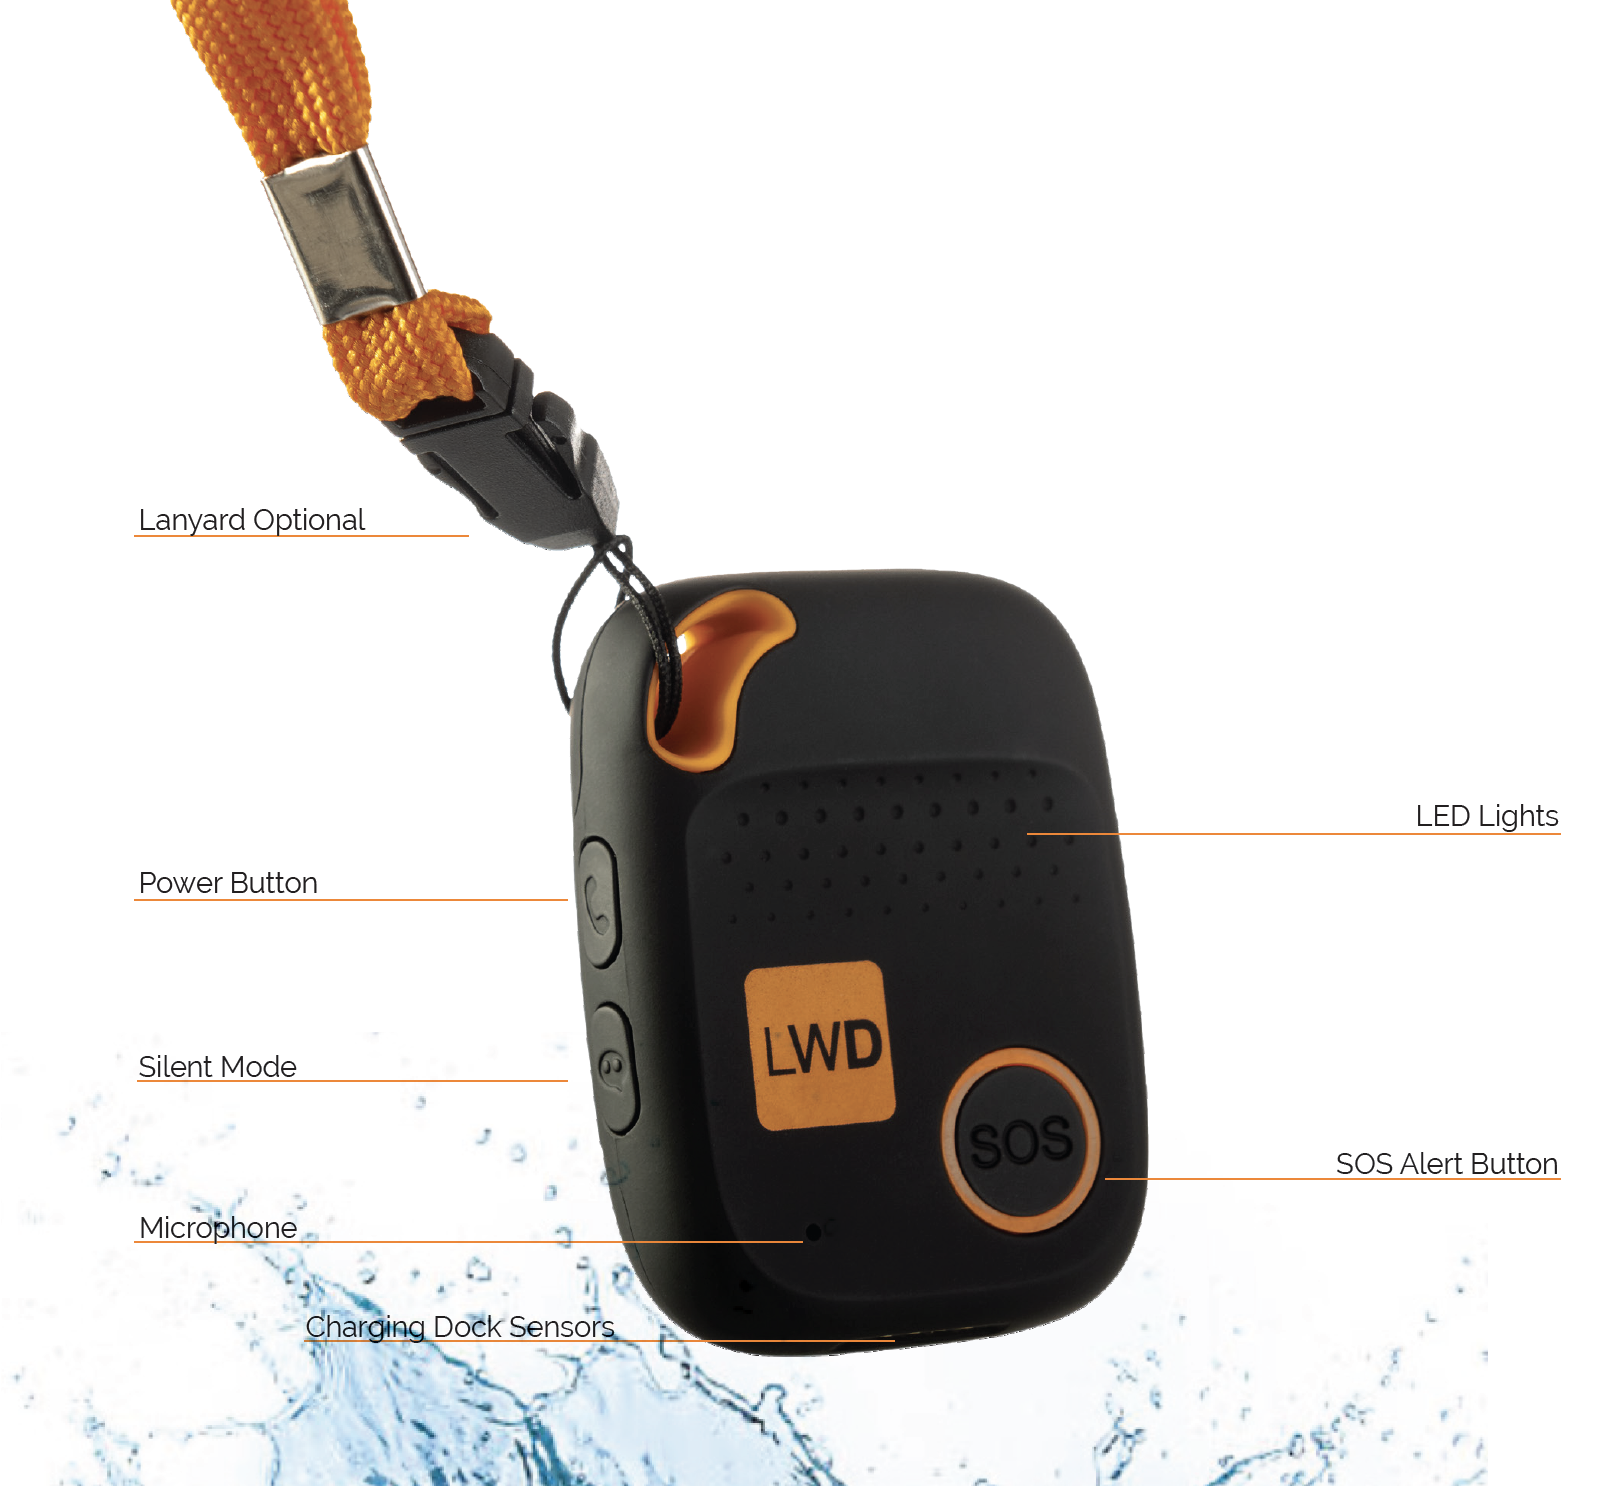 Lanyard Optional
LED Lights
Power Button
LWD
Silent Mode
SOS
SOS Alert Button
Microphone
Charging Dock Sensors